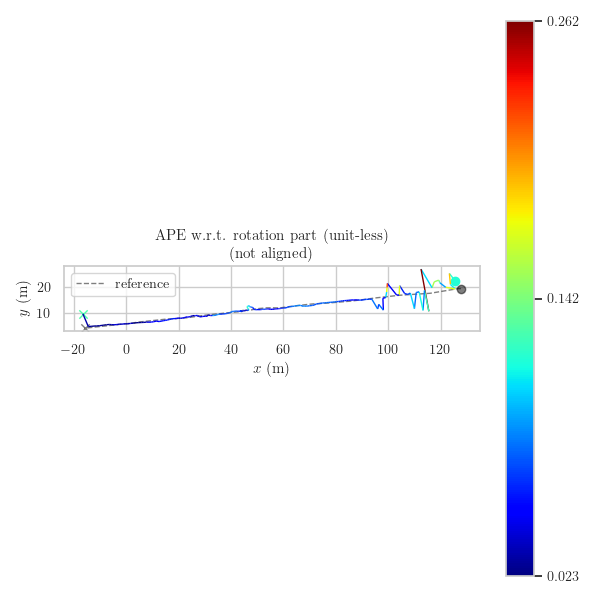 APE w.r.t. rotation part (unit-less)
(not aligned)
reference
y (m)
20
10
−20
0
20
40
60
80
100
120
x (m)
0.262
0.142
0.023